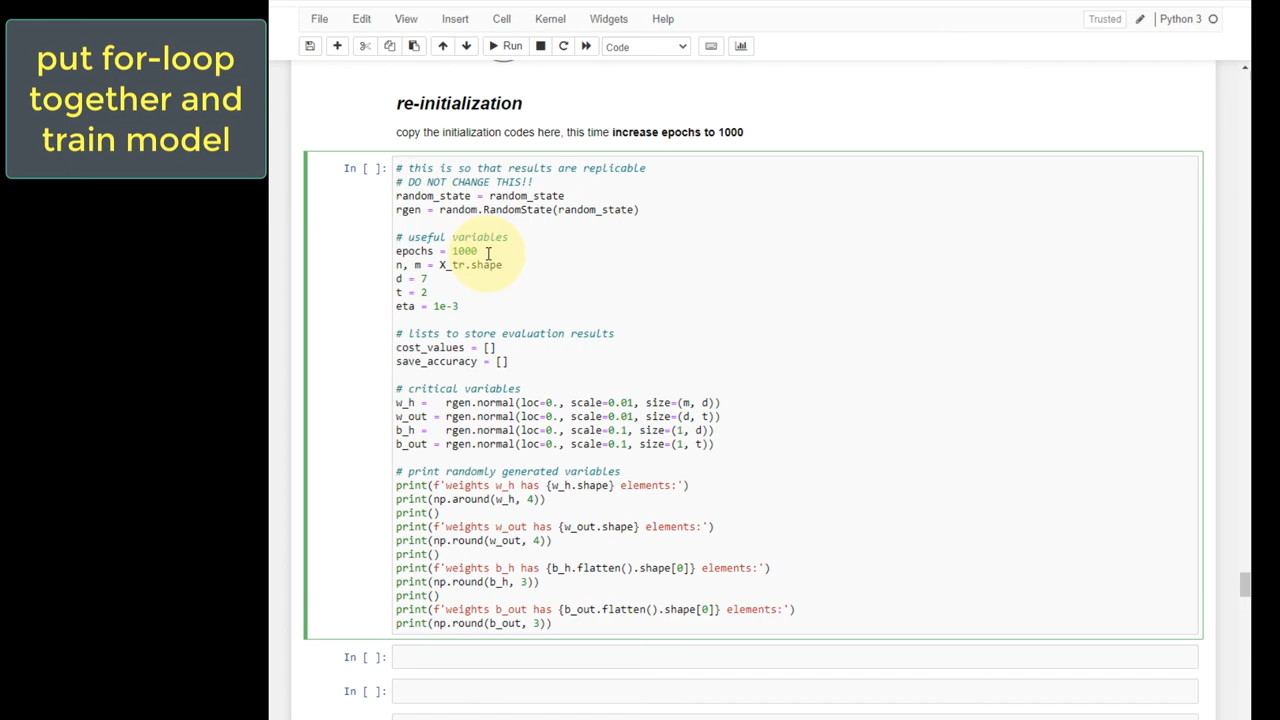 put for-loop
together and
train model
File Edit View Insert Cell Kernel Widgets Help
Trusted Python 3
Run Code
re-initialization
copy the initialization codes here, this time increase epochs to 1000
In [ ]:
# this is so that results are replicable
# DO NOT CHANGE THIS!!
random_state = random_state
rgen = random.RandomState(random_state)
# useful variables
epochs = 1000
n, m = X_tr.shape
d = 7
t = 2
eta = 1e-3
# lists to store evaluation results
cost_values = []
save_accuracy = []
# critical variables
w_h =   rgen.normal(loc=0., scale=0.01, size=(m, d))
w_out = rgen.normal(loc=0., scale=0.01, size=(d, t))
b_h =   rgen.normal(loc=0., scale=0.1, size=(1, d))
b_out = rgen.normal(loc=0., scale=0.1, size=(1, t))
# print randomly generated variables
print(f'weights w_h has {w_h.shape} elements:')
print(np.around(w_h, 4))
print()
print(f'weights w_out has {w_out.shape} elements:')
print(np.round(w_out, 4))
print()
print(f'weights b_h has {b_h.flatten().shape[0]} elements:')
print(np.round(b_h, 3))
print()
print(f'weights b_out has {b_out.flatten().shape[0]} elements:')
print(np.round(b_out, 3))
In [ ]:
In [ ]: